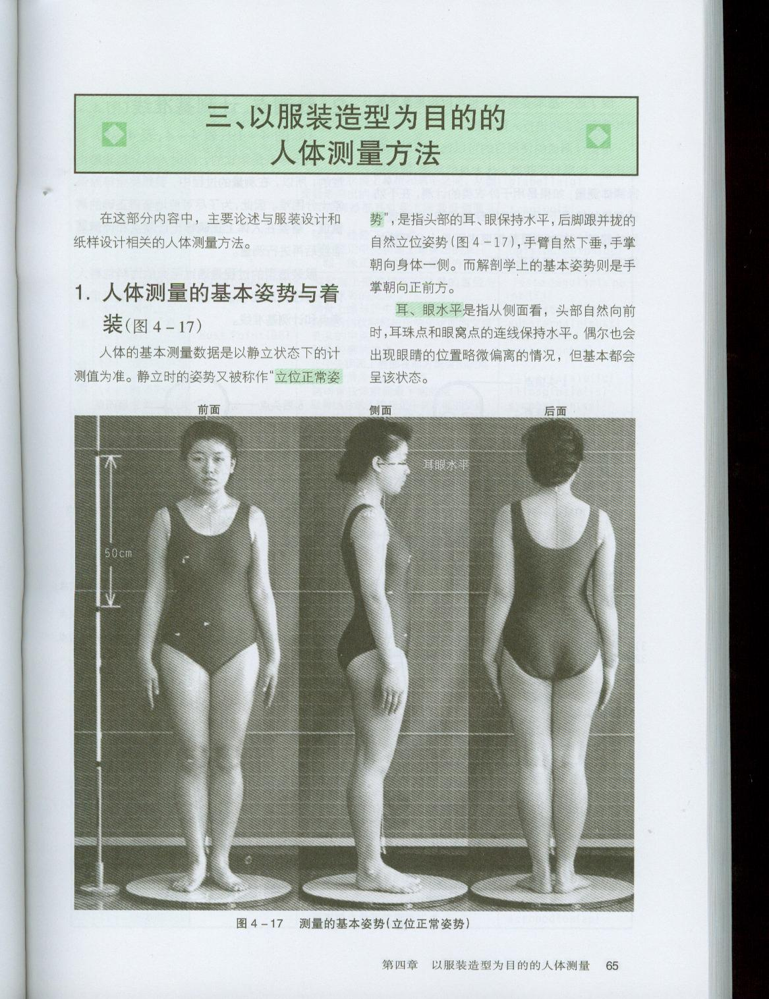 三、以服装造型为目的的
人体测量方法
在这部分内容中，主要论述与服装设计和
纸样设计相关的人体测量方法。
1. 人体测量的基本姿势与着
装(图 4-17)
人体的基本测量数据是以静立状态下的计
测值为准。静立时的姿势又被称作“立位正常姿
势”，是指头部的耳、眼保持水平，后脚跟并拢的
自然立位姿势(图 4-17)，手臂自然下垂，手掌
朝向身体一侧。而解剖学上的基本姿势则是手
掌朝向正前方。
耳、眼水平是指从侧面看，头部自然向前
时，耳珠点和眼窝点的连线保持水平。偶尔也会
出现眼睛的位置略微偏离的情况，但基本都会
呈该状态。
前面
侧面
后面
耳眼水平
50cm
图 4-17 测量的基本姿势(立位正常姿势)
第四章 以服装造型为目的的人体测量 65